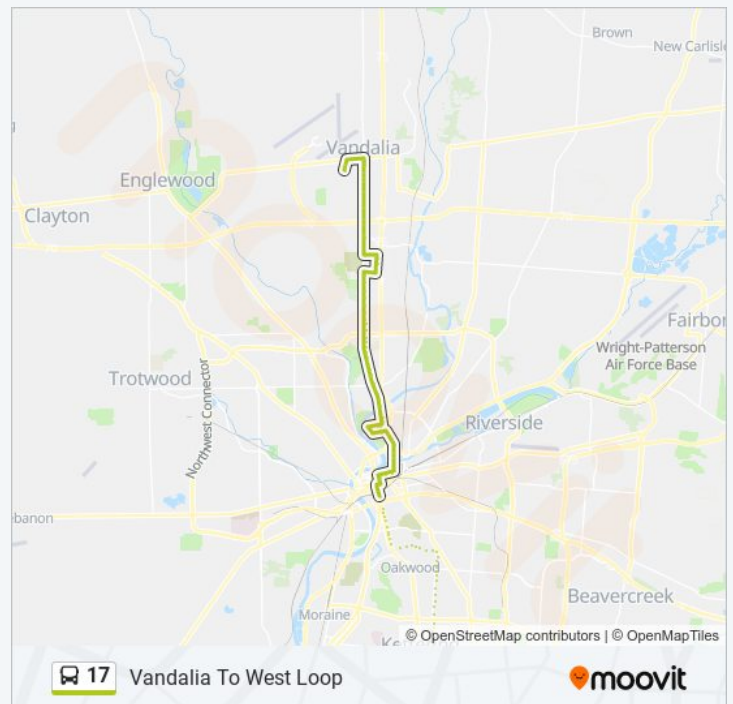 Brown
New Carlisl
Vandalia
Englewood
Clayton
Fairbor
Wright-Patterson
Air Force Base
Trotwood
Northwest Connector
Riverside
ebanon
Oakwood
Beavercreek
Moraine
© OpenStreetMap contributors | © OpenMapTiles
17 Vandalia To West Loop
moovit